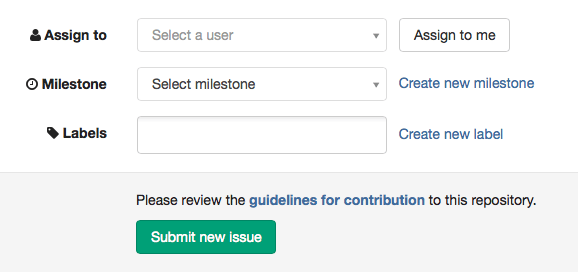 Assign to Select a user Assign to me
Milestone Select milestone Create new milestone
Labels Create new label
Please review the guidelines for contribution to this repository.
Submit new issue